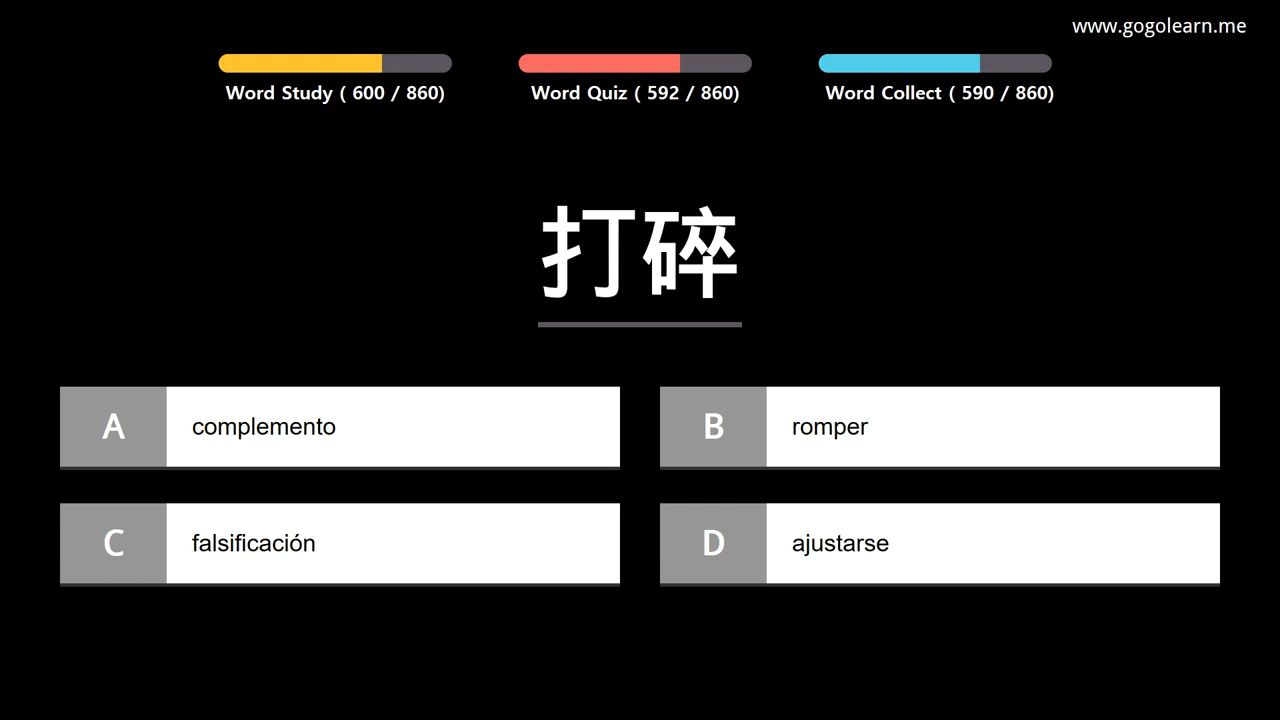 www.gogolearn.me
Word Study ( 600 / 860)
Word Quiz ( 592 / 860)
Word Collect ( 590 / 860)
打碎
A complemento
B romper
C falsificación
D ajustarse